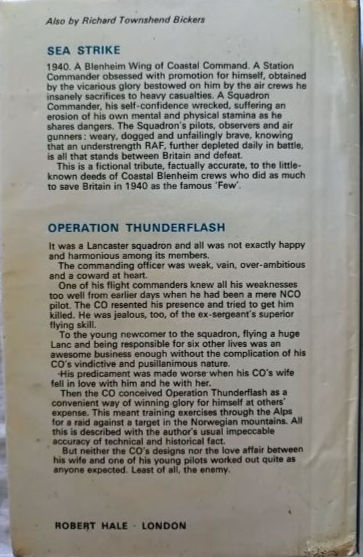 Also by Richard Townshend Bickers
SEA STRIKE
1940. A Blenheim Wing of Coastal Command. A Station
Commander obsessed with promotion for himself, obtained
by the vicarious glory bestowed on him by the air crews he
insanely sacrifices to heavy casualties. A Squadron
Commander, his self-confidence wrecked, suffering an
erosion of his own mental and physical stamina as he
shares dangers. The Squadron's pilots, observers and air
gunners: weary, dogged and unfailingly brave, knowing
that an understrength RAF, further depleted daily in battle,
is all that stands between Britain and defeat.
This is a fictional tribute, factually accurate, to the little-
known deeds of Coastal Blenheim crews who did as much
to save Britain in 1940 as the famous 'Few'.
OPERATION THUNDERFLASH
It was a Lancaster squadron and all was not exactly happy
and harmonious among its members.
The commanding officer was weak, vain, over-ambitious
and a coward at heart.
One of his flight commanders knew all his weaknesses
too well from earlier days when he had been a mere NCO
pilot. The CO resented his presence and tried to get him
killed. He was jealous, too, of the ex-sergeant's superior
flying skill.
To the young newcomer to the squadron, flying a huge
Lanc and being responsible for six other lives was an
awesome business enough without the complication of his
CO's vindictive and pusillanimous nature.
His predicament was made worse when his CO's wife
fell in love with him and he with her.
Then the CO conceived Operation Thunderflash as a
convenient way of winning glory for himself at others'
expense. This meant training exercises through the Alps
for a raid against a target in the Norwegian mountains. All
this is described with the author's usual impeccable
accuracy of technical and historical fact.
But neither the CO's designs nor the love affair between
his wife and one of his young pilots worked out quite as
anyone expected. Least of all, the enemy.
ROBERT HALE · LONDON